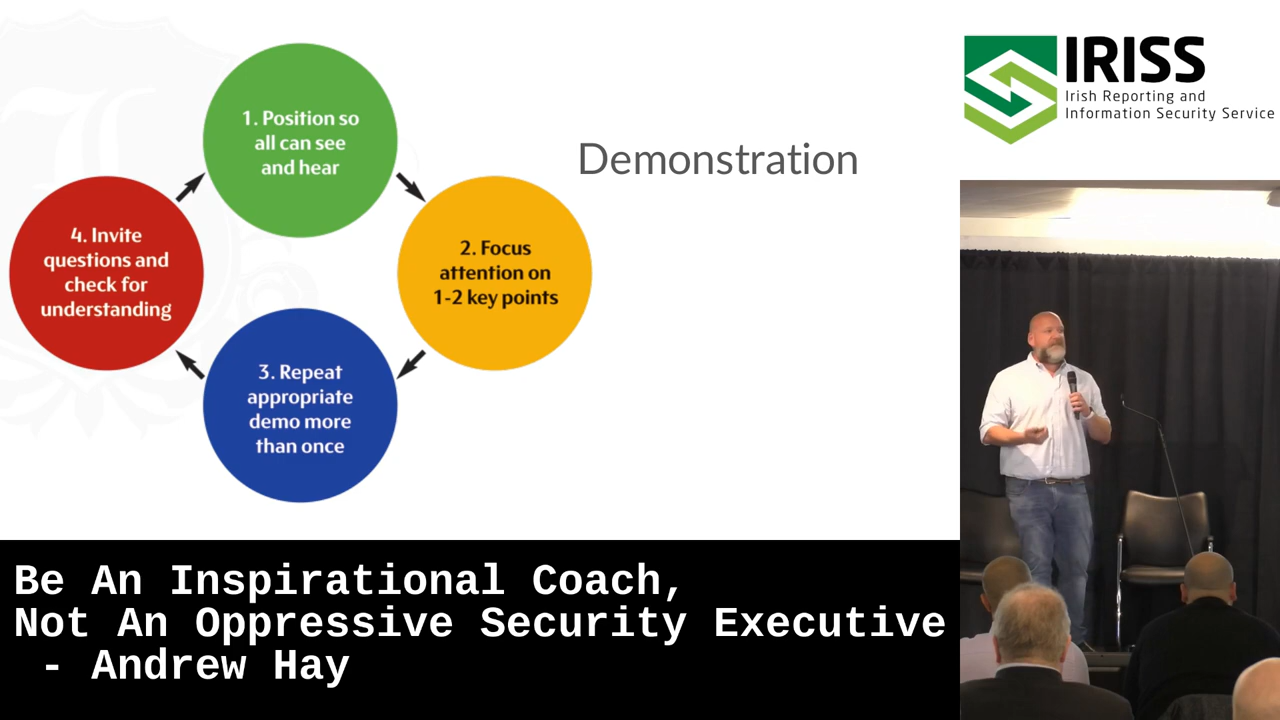 1. Position so
all can see
and hear
Demonstration
2. Focus
attention on
1-2 key points
3. Repeat
appropriate
demo more
than once
4. Invite
questions and
check for
understanding
IRISS
Irish Reporting and
Information Security Service
Be An Inspirational Coach,
Not An Oppressive Security Executive
- Andrew Hay